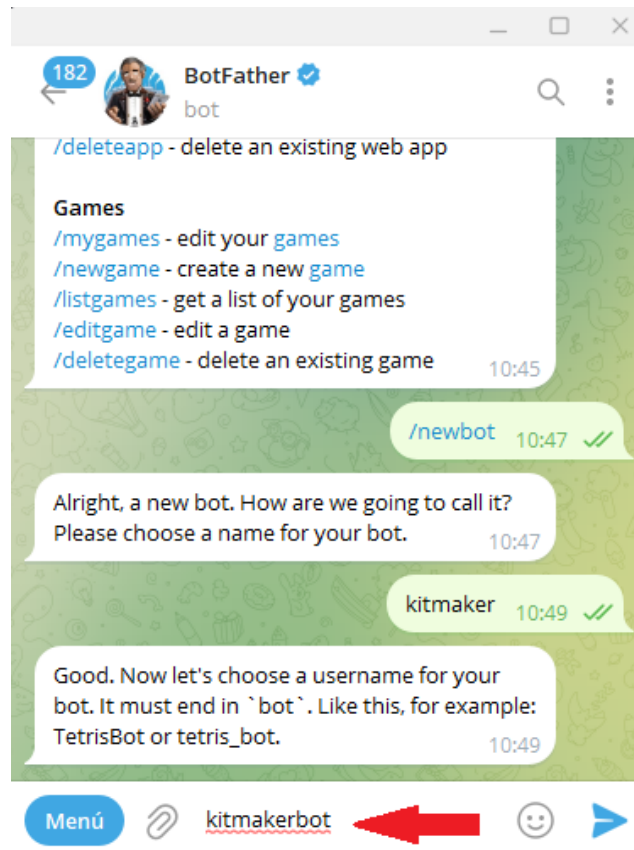 182
BotFather
bot
/deleteapp - delete an existing web app
Games
/mygames - edit your games
/newgame - create a new game
/listgames - get a list of your games
/editgame - edit a game
/deletegame - delete an existing game
10:45
/newbot
10:47
Alright, a new bot. How are we going to call it?
Please choose a name for your bot.
10:47
kitmaker
10:49
Good. Now let's choose a username for your
bot. It must end in `bot`. Like this, for example:
TetrisBot or tetris_bot.
10:49
Menú
kitmakerbot